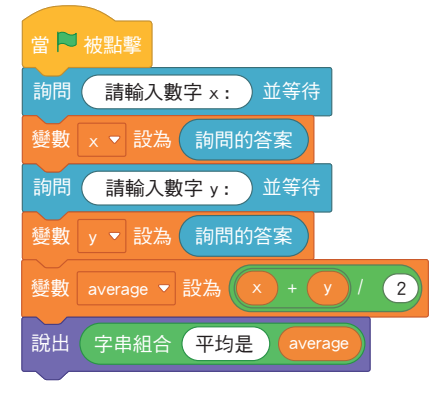 當 被點擊
詢問 請輸入數字 x： 並等待
變數 x 設為 詢問的答案
詢問 請輸入數字 y： 並等待
變數 y 設為 詢問的答案
變數 average 設為 x + y / 2
說出 字串組合 平均是 average